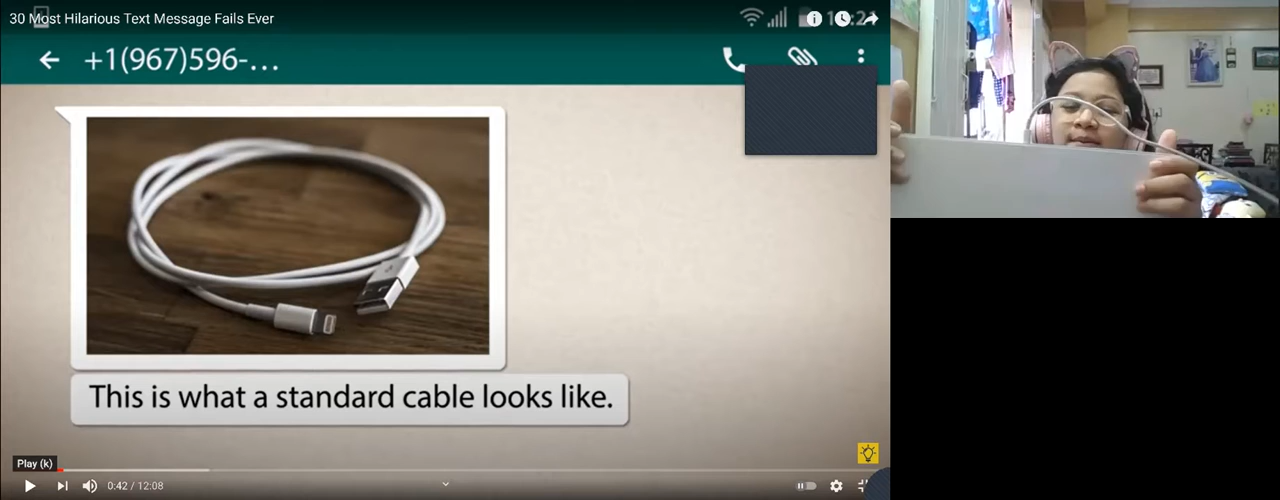 30 Most Hilarious Text Message Fails Ever
+1(967)596-...
This is what a standard cable looks like.
Play (k)
0:42 / 12:08